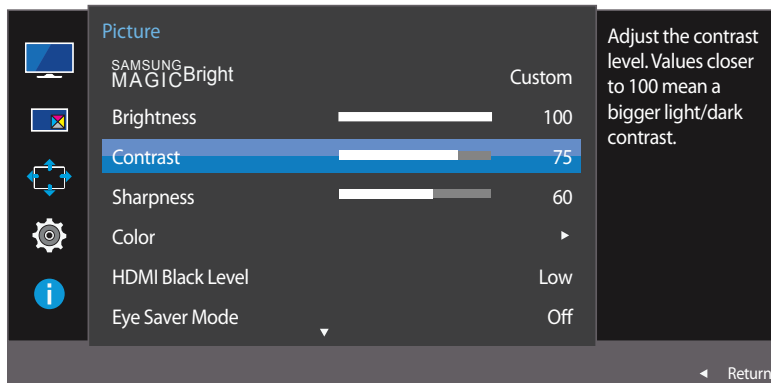 Picture
SAMSUNG
MAGICBright Custom
Brightness 100
Contrast 75
Sharpness 60
Color
HDMI Black Level Low
Eye Saver Mode Off
Adjust the contrast
level. Values closer
to 100 mean a
bigger light/dark
contrast.
Return